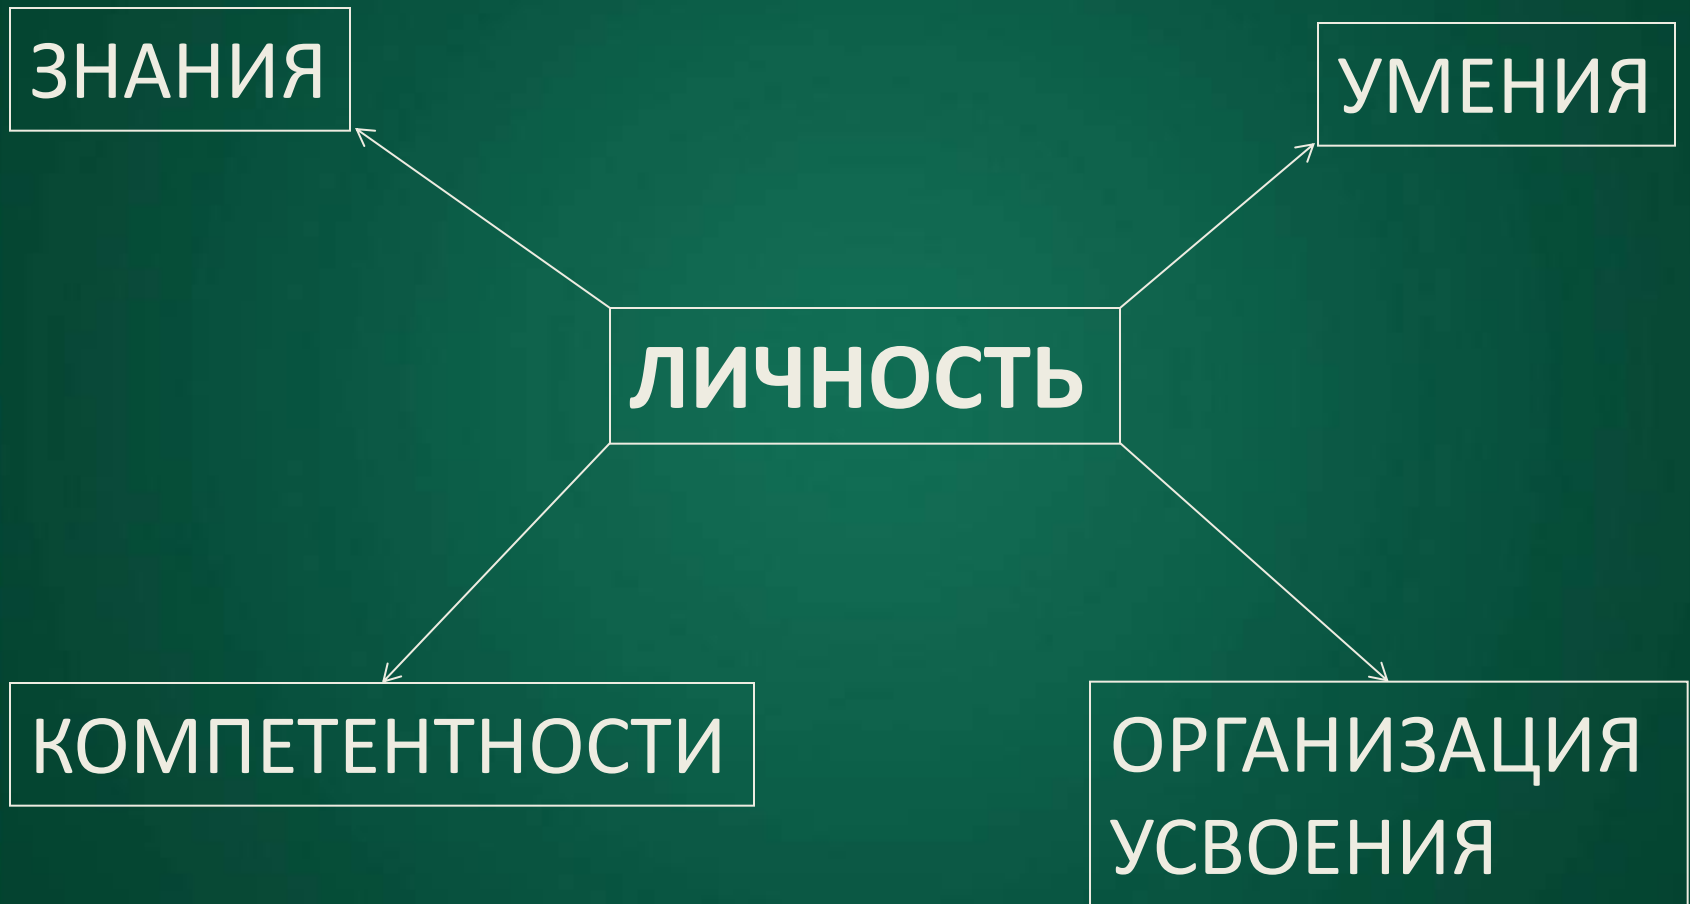 ЗНАНИЯ
УМЕНИЯ
ЛИЧНОСТЬ
КОМПЕТЕНТНОСТИ
ОРГАНИЗАЦИЯ
УСВОЕНИЯ